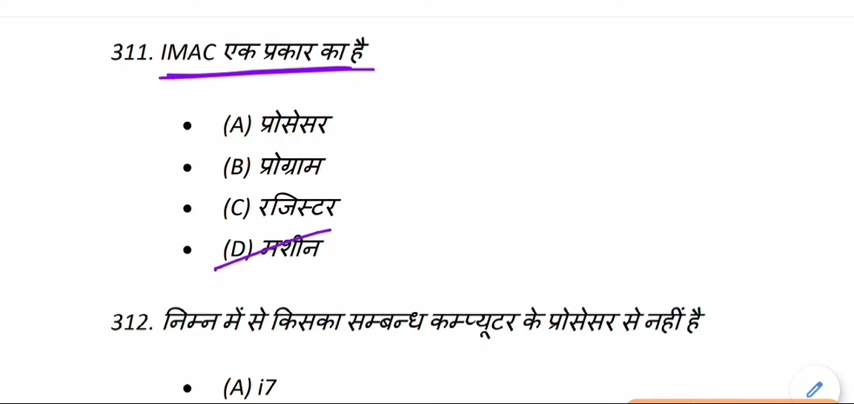 311. IMAC एक प्रकार का है
• (A) प्रोसेसर
• (B) प्रोग्राम
• (C) रजिस्टर
• (D) मशीन
312. निम्न में से किसका सम्बन्ध कम्प्यूटर के प्रोसेसर से नहीं है
• (A) i7